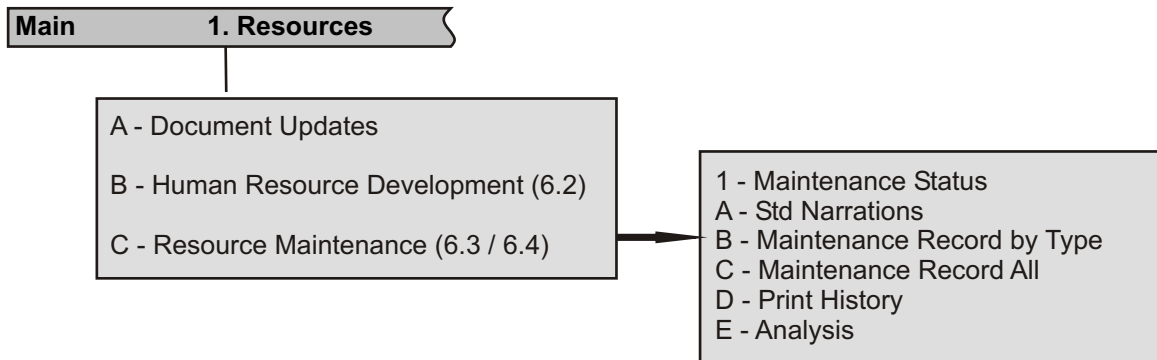 Main 1. Resources
A - Document Updates
B - Human Resource Development (6.2)
C - Resource Maintenance (6.3 / 6.4)
1 - Maintenance Status
A - Std Narrations
B - Maintenance Record by Type
C - Maintenance Record All
D - Print History
E - Analysis